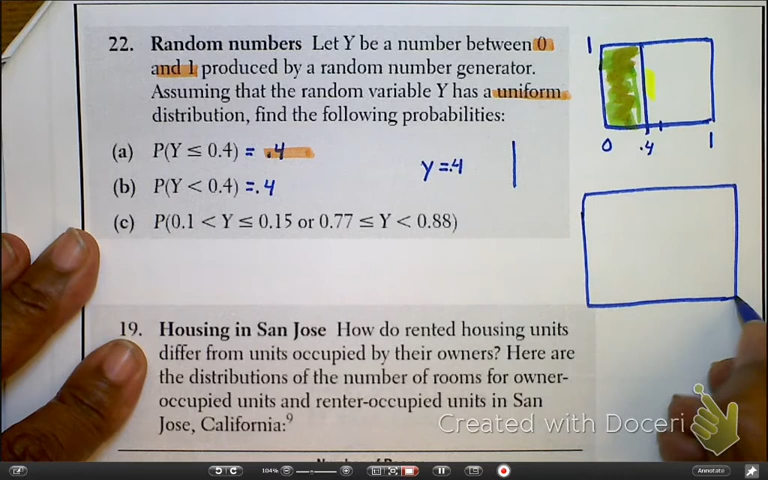 22. Random numbers Let Y be a number between 0
and 1 produced by a random number generator.
Assuming that the random variable Y has a uniform
distribution, find the following probabilities:
(a) P(Y ≤ 0.4) = .4
(b) P(Y < 0.4) = .4
y = .4
(c) P(0.1 < Y ≤ 0.15 or 0.77 ≤ Y < 0.88)
1
0 .4 1
19. Housing in San Jose How do rented housing units
differ from units occupied by their owners? Here are
the distributions of the number of rooms for owner-
occupied units and renter-occupied units in San
Jose, California:⁹
Created with Doceri
104%
Annotate